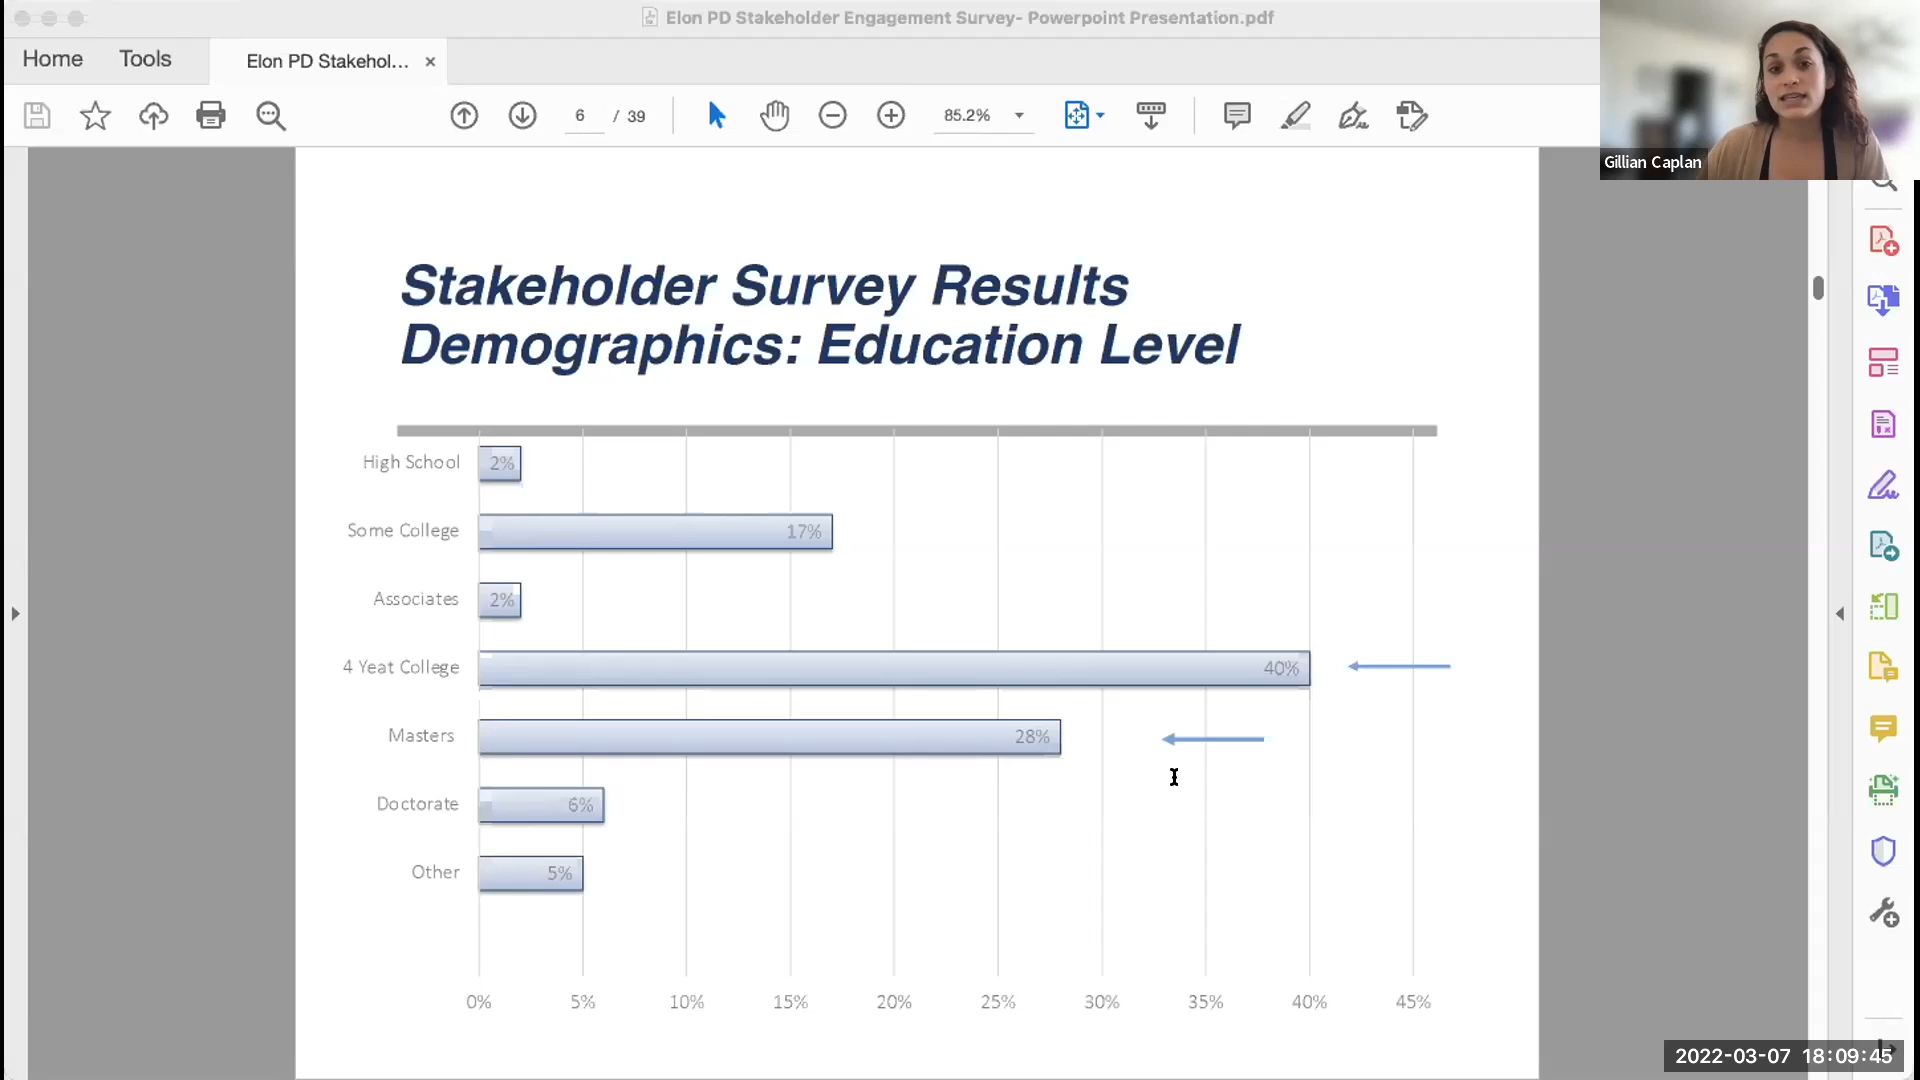 Elon PD Stakeholder Engagement Survey- Powerpoint Presentation.pdf
Home
Tools
Elon PD Stakehol...
6 / 39
85.2%
Gillian Caplan
Stakeholder Survey Results
Demographics: Education Level
High School 2%
Some College 17%
Associates 2%
4 Yeat College 40%
Masters 28%
Doctorate 6%
Other 5%
0% 5% 10% 15% 20% 25% 30% 35% 40% 45%
2022-03-07 18:09:45